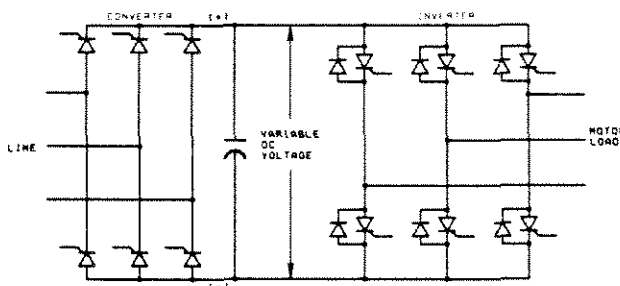 CONVERTER
[+]
INVERTER
LINE
VARIABLE
DC
VOLTAGE
MOTOR
LOAD